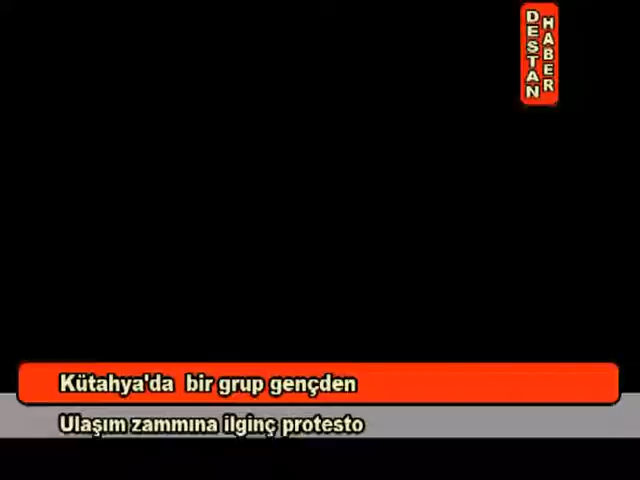 DESTAN
HABER
Kütahya'da bir grup gençden
Ulaşım zammına ilginç protesto